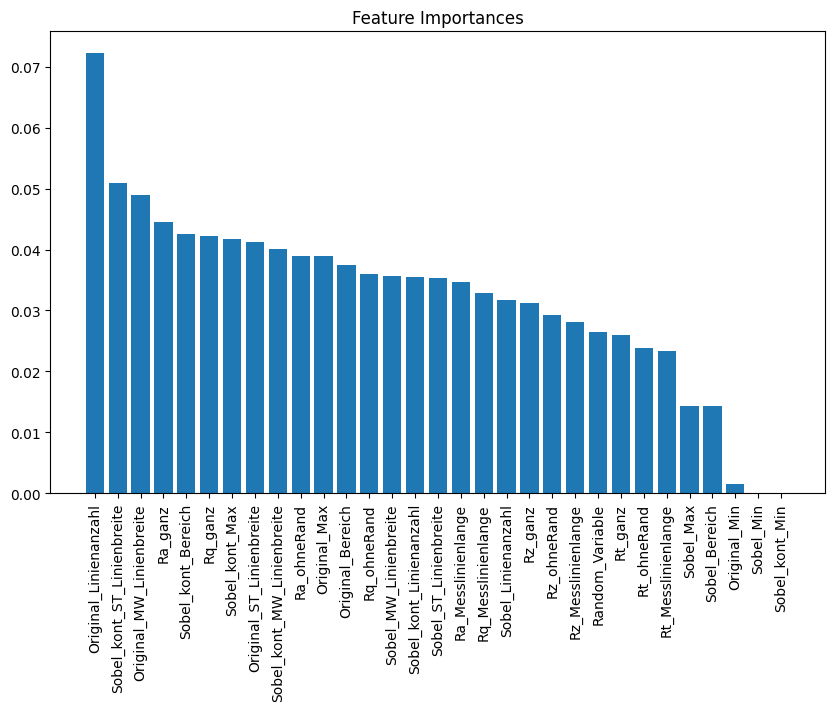 Feature Importances
0.07
0.06
0.05
0.04
0.03
0.02
0.01
0.00
Original_Linienanzahl
Sobel_kont_ST_Linienbreite
Original_MW_Linienbreite
Ra_ganz
Sobel_kont_Bereich
Rq_ganz
Sobel_kont_Max
Original_ST_Linienbreite
Sobel_kont_MW_Linienbreite
Ra_ohneRand
Original_Max
Original_Bereich
Rq_ohneRand
Sobel_MW_Linienbreite
Sobel_kont_Linienanzahl
Sobel_ST_Linienbreite
Ra_Messlinienlange
Rq_Messlinienlange
Sobel_Linienanzahl
Rz_ganz
Rz_ohneRand
Rz_Messlinienlange
Random_Variable
Rt_ganz
Rt_ohneRand
Rt_Messlinienlange
Sobel_Max
Sobel_Bereich
Original_Min
Sobel_Min
Sobel_kont_Min